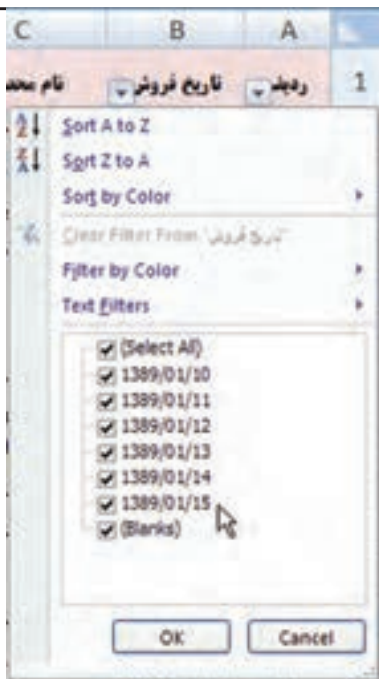 C B A
1 ردیف تاریخ فروش نام محص
Sort A to Z
Sort Z to A
Sort by Color
Clear Filter From "تاریخ فروش"
Filter by Color
Text Filters
(Select All)
1389/01/10
1389/01/11
1389/01/12
1389/01/13
1389/01/14
1389/01/15
(Blanks)
OK Cancel